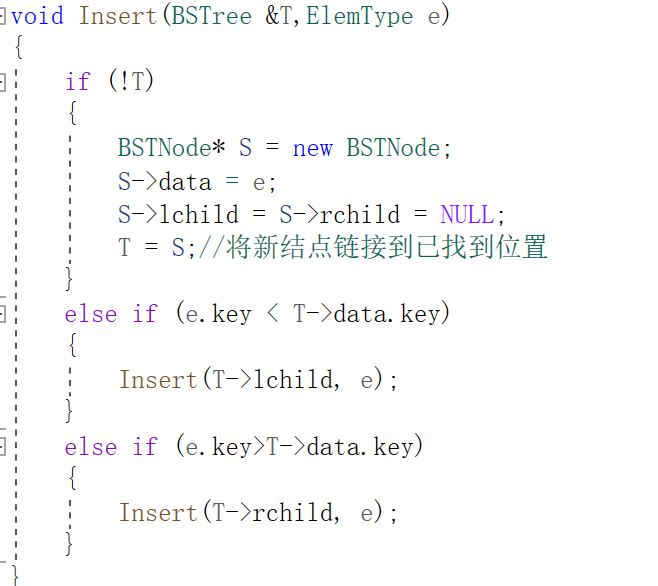 void Insert(BSTree &T,ElemType e)
{
if (!T)
{
BSTNode* S = new BSTNode;
S->data = e;
S->lchild = S->rchild = NULL;
T = S;//将新结点链接到已找到位置
}
else if (e.key < T->data.key)
{
Insert(T->lchild, e);
}
else if (e.key>T->data.key)
{
Insert(T->rchild, e);
}
}